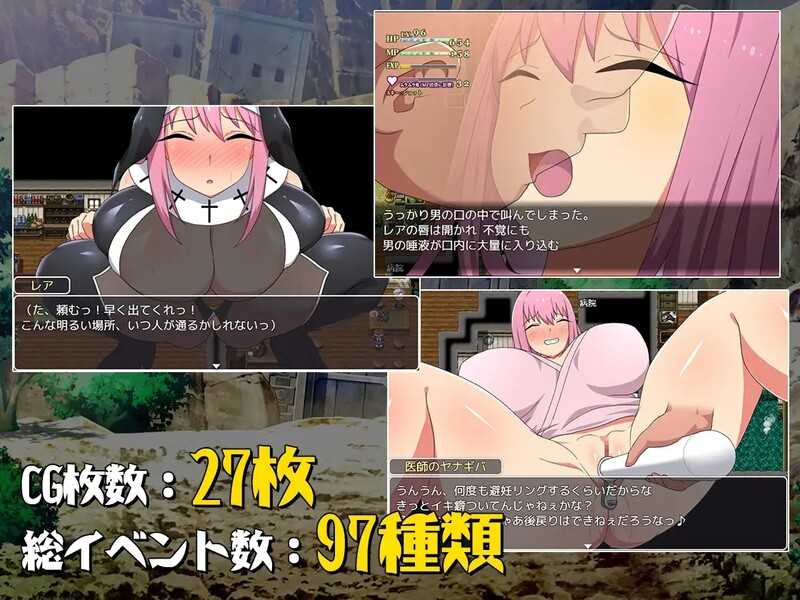 LV.96
HP 654
MP 158
EXP
32
うっかり男の口の中で叫んでしまった。
レアの唇は開かれ 不覚にも
男の唾液が口内に大量に入り込む
病院
レア
(た、頼むっ！早く出てくれっ！
こんな明るい場所、いつ人が通るかしれないっ)
病院
医師のヤナギバ
うんうん、何度も避妊リングするくらいだからな
きっとイキ癖ついてんじゃねぇかな？
あ後戻りはできねぇだろうなっ♪
CG枚数：27枚
総イベント数：97種類